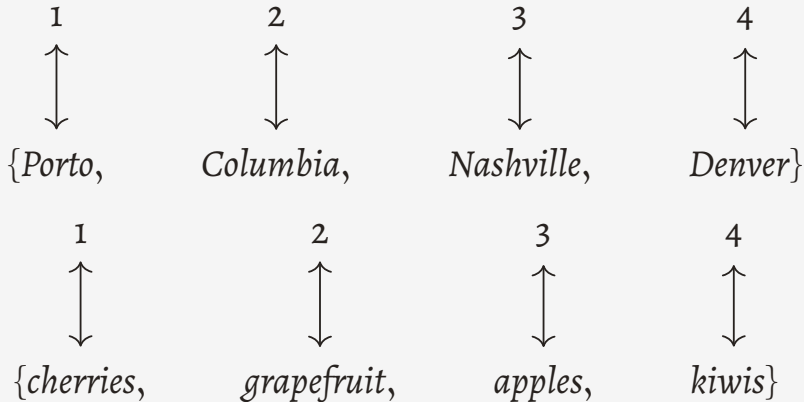 1 2 3 4
{Porto, Columbia, Nashville, Denver}
1 2 3 4
{cherries, grapefruit, apples, kiwis}